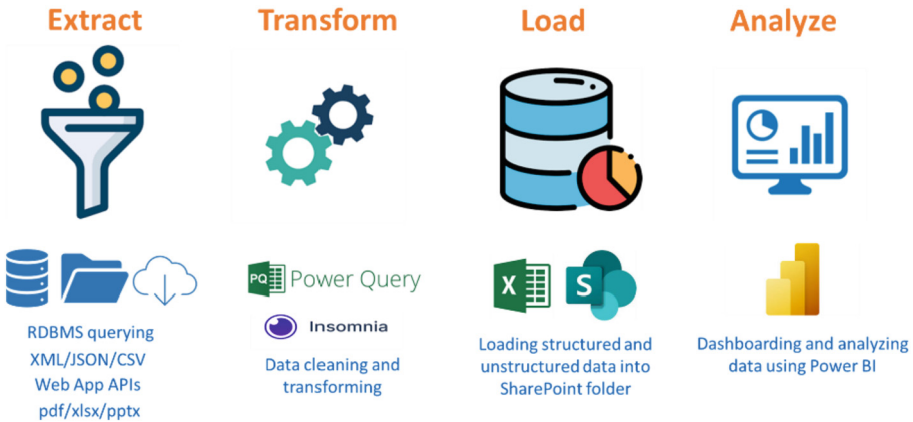 Extract
Transform
Load
Analyze
RDBMS querying
XML/JSON/CSV
Web App APIs
pdf/xlsx/pptx
PQ Power Query
Insomnia
Data cleaning and
transforming
X
S
Loading structured and
unstructured data into
SharePoint folder
Dashboarding and analyzing
data using Power BI